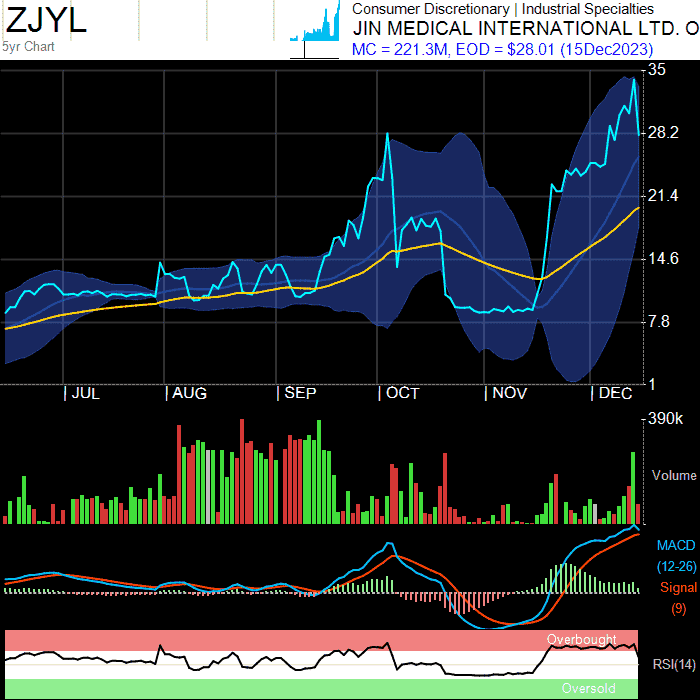 ZJYL
5yr Chart
Consumer Discretionary | Industrial Specialties
JIN MEDICAL INTERNATIONAL LTD. O
MC = 221.3M, EOD = $28.01 (15Dec2023)
35
28.2
21.4
14.6
7.8
1
| JUL | AUG | SEP | OCT | NOV | DEC
390k
Volume
MACD
(12-26)
Signal
(9)
Overbought
RSI(14)
Oversold